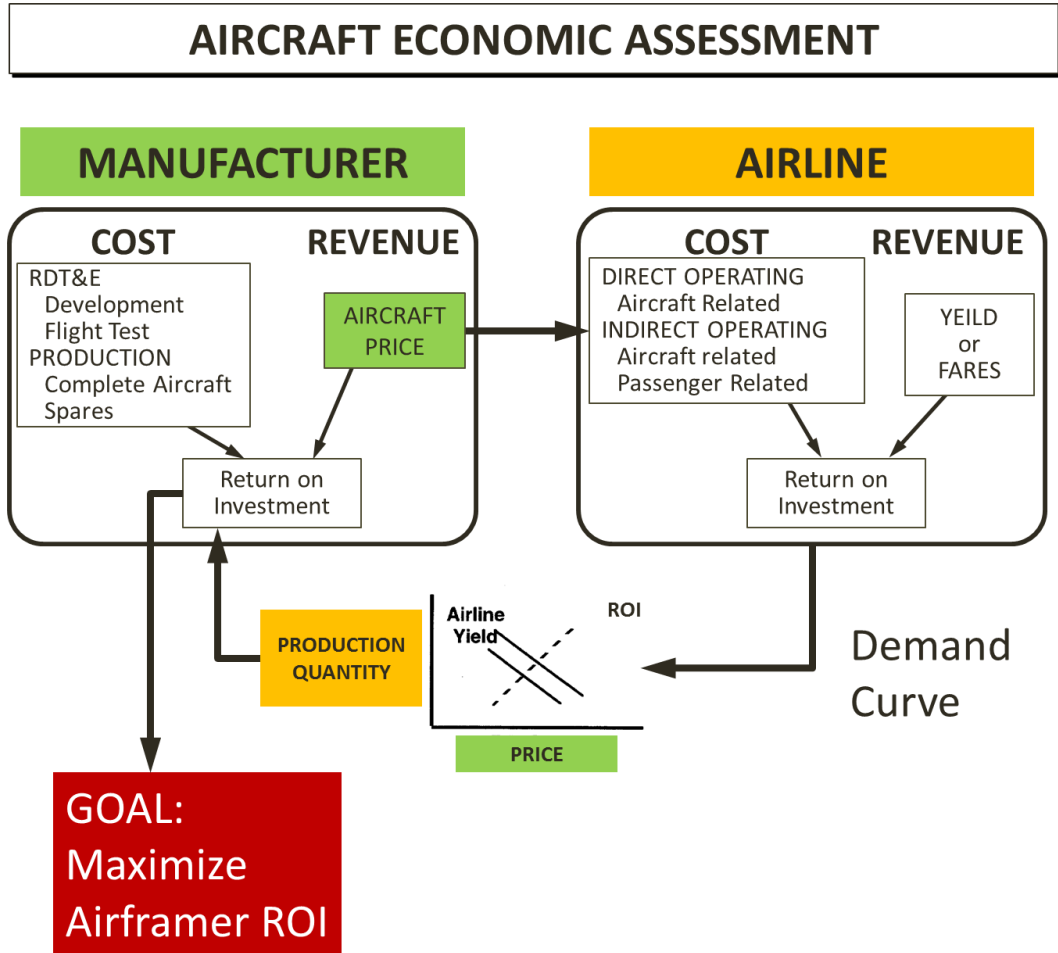 AIRCRAFT ECONOMIC ASSESSMENT
MANUFACTURER
COST
REVENUE
RDT&E
Development
Flight Test
PRODUCTION
Complete Aircraft
Spares
AIRCRAFT
PRICE
Return on
Investment
AIRLINE
COST
REVENUE
DIRECT OPERATING
Aircraft Related
INDIRECT OPERATING
Aircraft related
Passenger Related
YEILD
or
FARES
Return on
Investment
PRODUCTION
QUANTITY
Airline
Yield
ROI
PRICE
Demand
Curve
GOAL:
Maximize
Airframer ROI